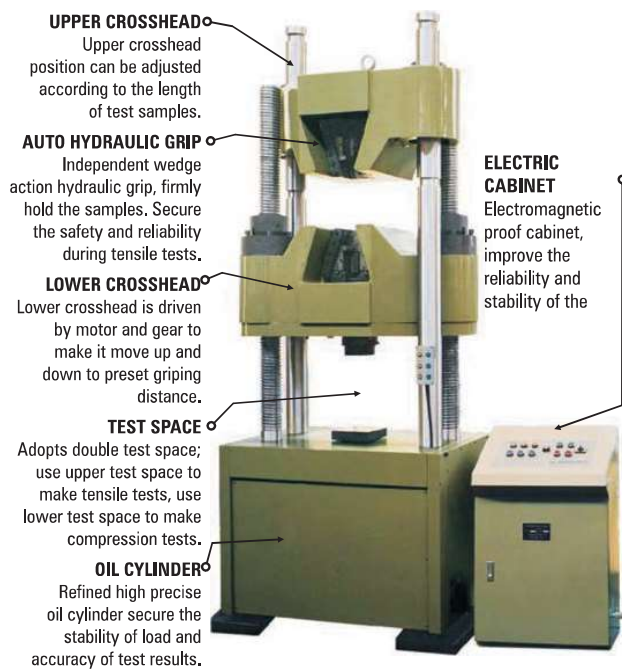 UPPER CROSSHEAD
Upper crosshead
position can be adjusted
according to the length
of test samples.
AUTO HYDRAULIC GRIP
Independent wedge
action hydraulic grip, firmly
hold the samples. Secure
the safety and reliability
during tensile tests.
LOWER CROSSHEAD
Lower crosshead is driven
by motor and gear to
make it move up and
down to preset griping
distance.
TEST SPACE
Adopts double test space;
use upper test space to
make tensile tests, use
lower test space to make
compression tests.
OIL CYLINDER
Refined high precise
oil cylinder secure the
stability of load and
accuracy of test results.
ELECTRIC
CABINET
Electromagnetic
proof cabinet,
improve the
reliability and
stability of the